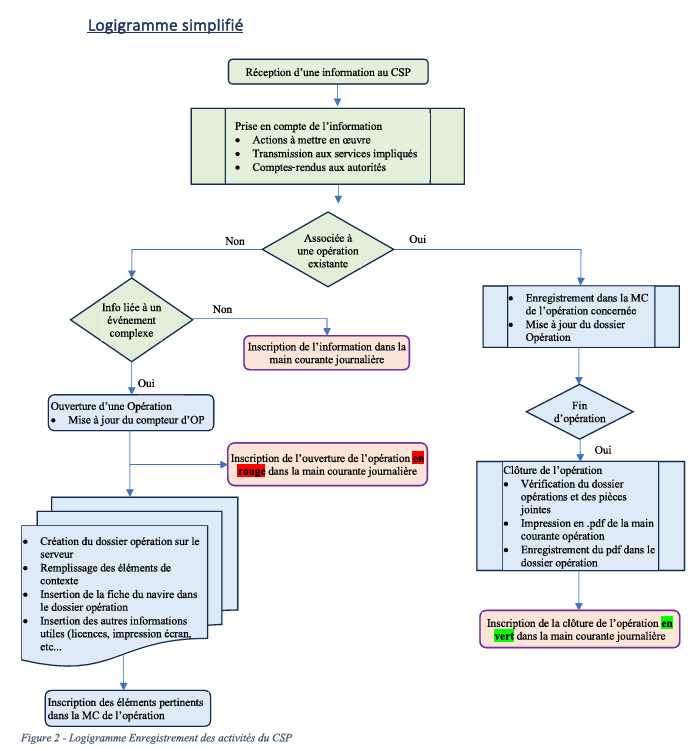 Logigramme simplifié
Réception d'une information au CSP
Prise en compte de l'information
• Actions à mettre en œuvre
• Transmission aux services impliqués
• Comptes-rendus aux autorités
Associée à
une opération
existante
Non
Oui
Info liée à un
événement
complexe
Non
Inscription de l'information dans la
main courante journalière
Oui
Ouverture d'une Opération
• Mise à jour du compteur d'OP
Inscription de l'ouverture de l'opération en
rouge dans la main courante journalière
• Création du dossier opération sur le
serveur
• Remplissage des éléments de
contexte
• Insertion de la fiche du navire dans
le dossier opération
• Insertion des autres informations
utiles (licences, impression écran,
etc...
Inscription des éléments pertinents
dans la MC de l'opération
• Enregistrement dans la MC
de l'opération concernée
• Mise à jour du dossier
Opération
Fin
d'opération
Oui
Clôture de l'opération
• Vérification du dossier
opérations et des pièces
jointes
• Impression en .pdf de la main
courante opération
• Enregistrement du pdf dans le
dossier opération
Inscription de la clôture de l'opération en
vert dans la main courante journalière
Figure 2 - Logigramme Enregistrement des activités du CSP